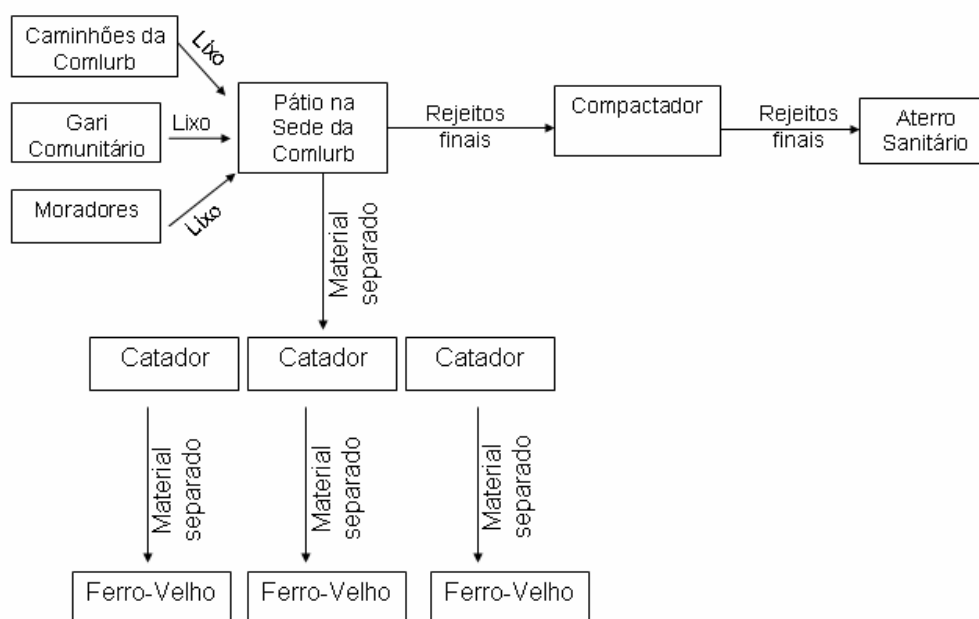 Caminhões da
Comlurb
Lixo
Gari
Comunitário
Lixo
Moradores
Lixo
Pátio na
Sede da
Comlurb
Rejeitos
finais
Compactador
Rejeitos
finais
Aterro
Sanitário
Material
separado
Catador
Catador
Catador
Material
separado
Material
separado
Material
separado
Ferro-Velho
Ferro-Velho
Ferro-Velho